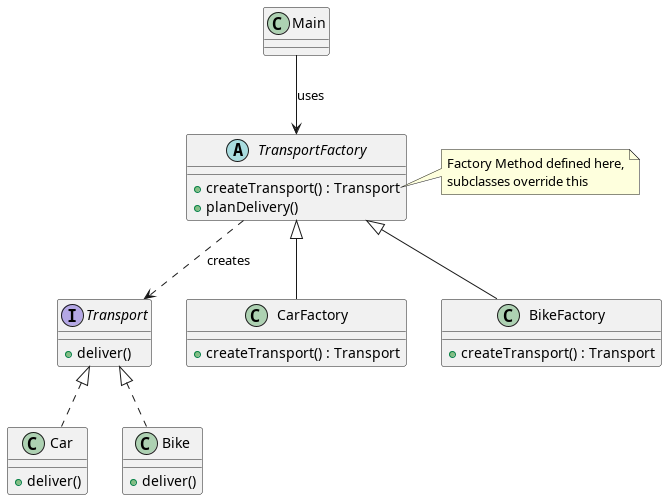 C Main
uses
A TransportFactory
createTransport() : Transport
planDelivery()
Factory Method defined here,
subclasses override this
creates
I Transport
deliver()
C CarFactory
createTransport() : Transport
C BikeFactory
createTransport() : Transport
C Car
deliver()
C Bike
deliver()